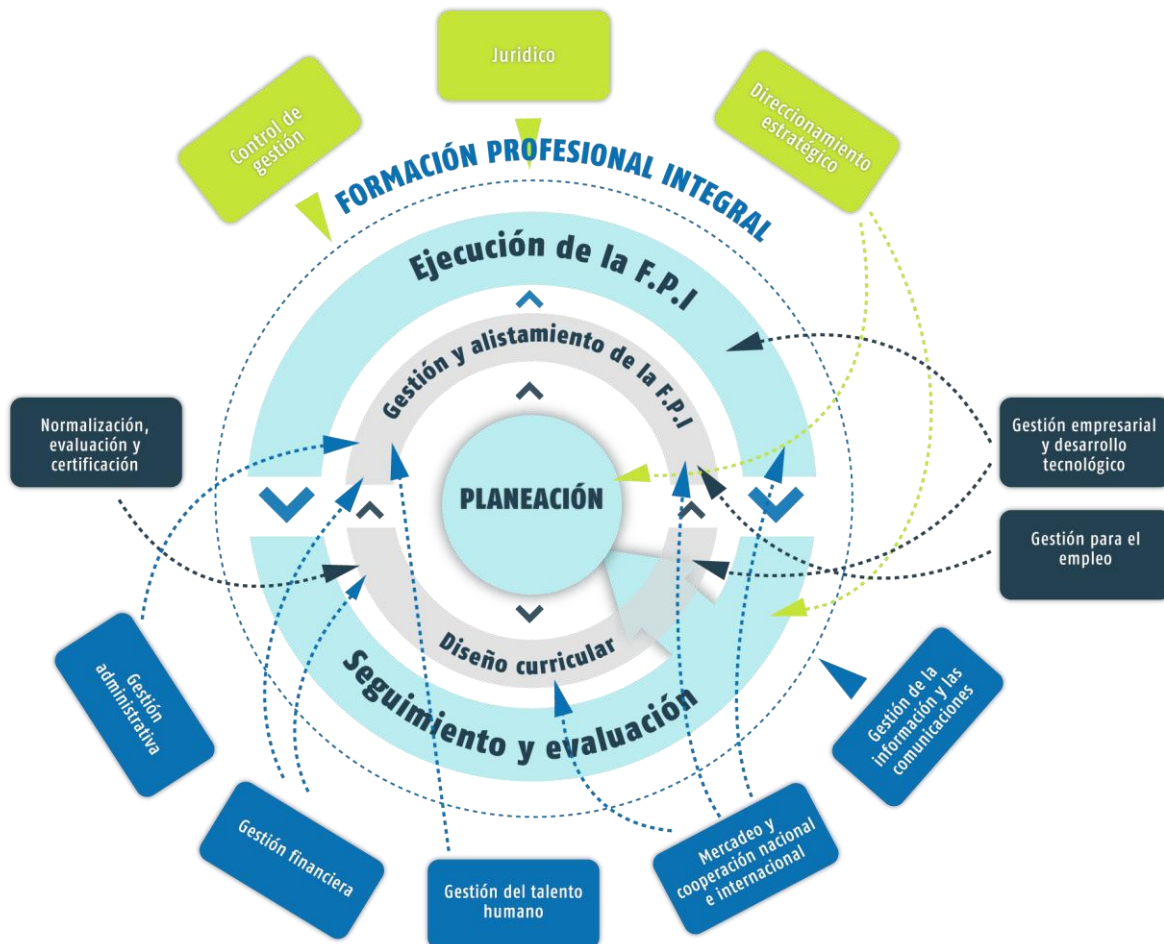 Jurídico
Control de
gestión
Direccionamiento
estratégico
FORMACIÓN PROFESIONAL INTEGRAL
Ejecución de la F.P.I
Gestión y alistamiento de la F.P.I
Normalización,
evaluación y
certificación
PLANEACIÓN
Gestión empresarial
y desarrollo
tecnológico
Gestión para el
empleo
Diseño curricular
Seguimiento y evaluación
Gestión
administrativa
Gestión de la
información y las
comunicaciones
Gestión financiera
Gestión del talento
humano
Mercadeo y
cooperación nacional
e internacional